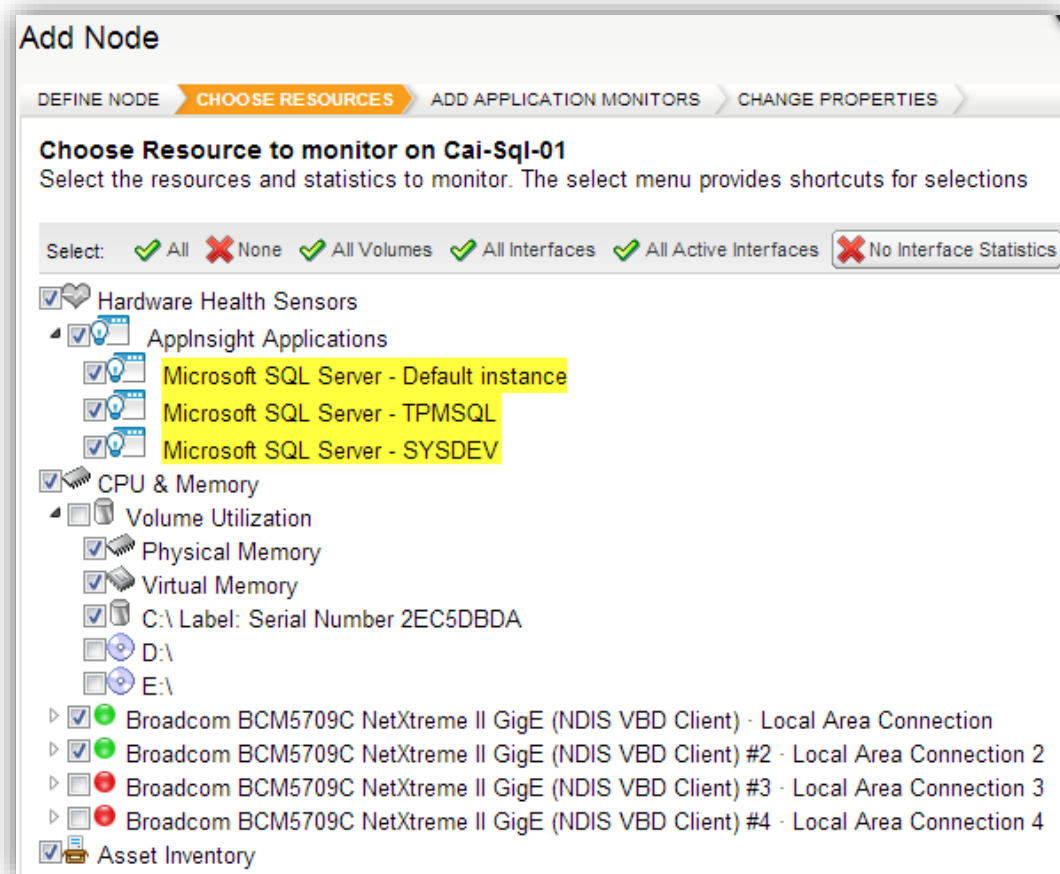 Add Node
DEFINE NODE CHOOSE RESOURCES ADD APPLICATION MONITORS CHANGE PROPERTIES
Choose Resource to monitor on Cai-Sql-01
Select the resources and statistics to monitor. The select menu provides shortcuts for selections
Select: All None All Volumes All Interfaces All Active Interfaces No Interface Statistics
Hardware Health Sensors
AppInsight Applications
Microsoft SQL Server - Default instance
Microsoft SQL Server - TPMSQL
Microsoft SQL Server - SYSDEV
CPU & Memory
Volume Utilization
Physical Memory
Virtual Memory
C:\ Label: Serial Number 2EC5DBDA
D:\
E:\
Broadcom BCM5709C NetXtreme II GigE (NDIS VBD Client) · Local Area Connection
Broadcom BCM5709C NetXtreme II GigE (NDIS VBD Client) #2 · Local Area Connection 2
Broadcom BCM5709C NetXtreme II GigE (NDIS VBD Client) #3 · Local Area Connection 3
Broadcom BCM5709C NetXtreme II GigE (NDIS VBD Client) #4 · Local Area Connection 4
Asset Inventory